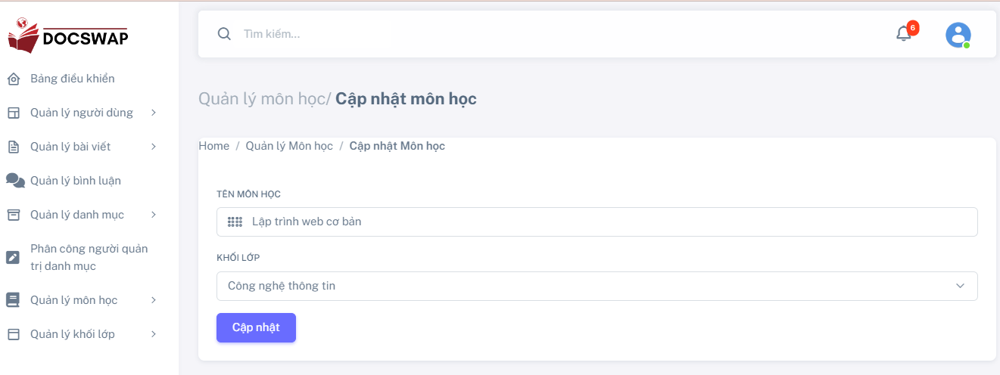 DOCSWAP
Bảng điều khiển
Quản lý người dùng
Quản lý bài viết
Quản lý bình luận
Quản lý danh mục
Phân công người quản
trị danh mục
Quản lý môn học
Quản lý khối lớp
Tìm kiếm...
6
Quản lý môn học/ Cập nhật môn học
Home / Quản lý Môn học / Cập nhật Môn học
TÊN MÔN HỌC
Lập trình web cơ bản
KHỐI LỚP
Công nghệ thông tin
Cập nhật